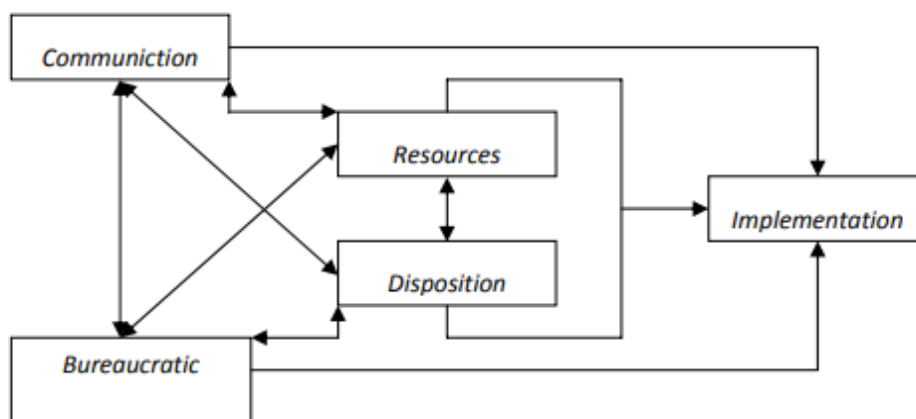 Communiction
Resources
Implementation
Disposition
Bureaucratic